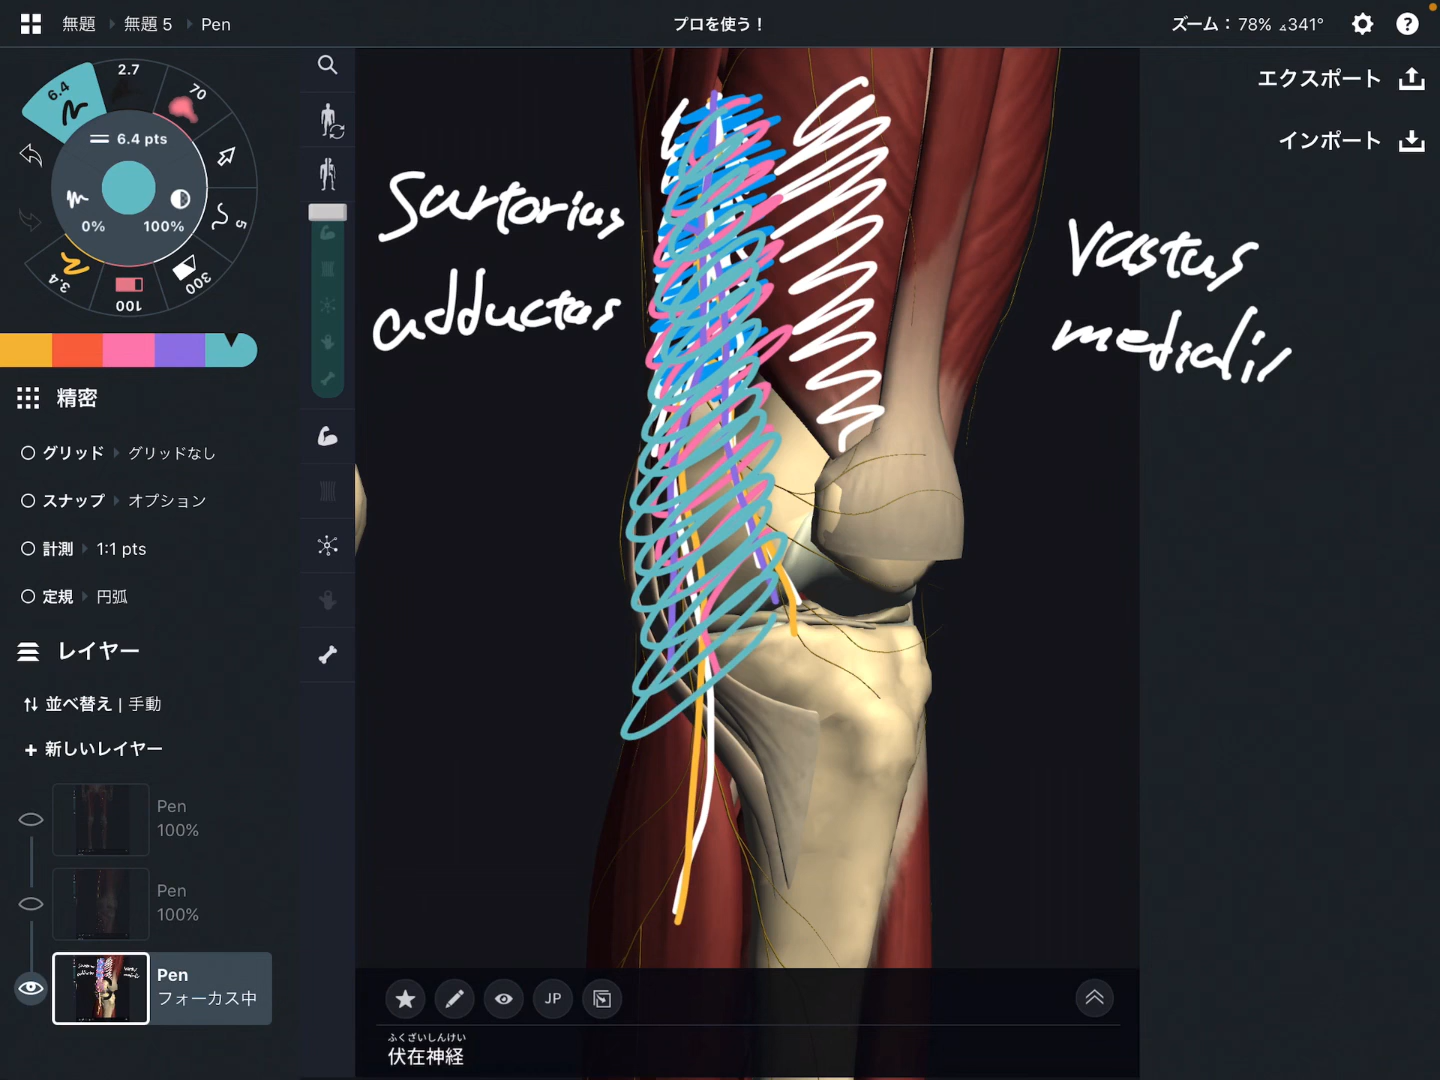 無題 無題 5 Pen
プロを使う！
ズーム： 78% ⦟341°
エクスポート
インポート
2.7
6.4
70
6.4 pts
0%
100%
5
3.4
100
300
精密
グリッド グリッドなし
スナップ オプション
計測 1:1 pts
定規 円弧
レイヤー
並べ替え | 手動
+ 新しいレイヤー
Pen
100%
Pen
100%
Pen
フォーカス中
Sartorius
adductas
Vastus
medialis
JP
ふくざいしんけい
伏在神経